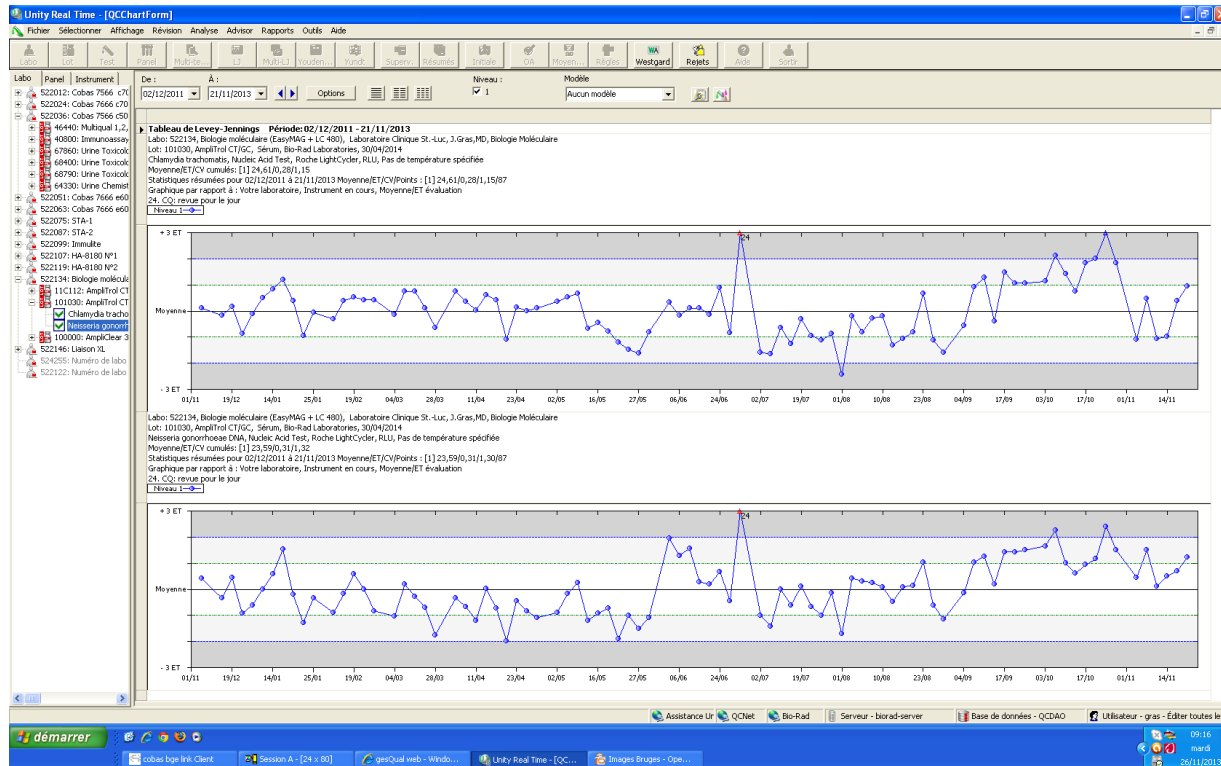 Unity Real Time - [QCChartForm]
Fichier Sélectionner Affichage Révision Analyse Advisor Rapports Outils Aide
Labo Lot Test Panel Multi-te... LJ Multi-LJ Youden... Yundt Superv. Résumés Initiale OA Moyen... Règles Westgard Rejets Aide Sortir
Labo Panel Instrument
De : À : Niveau : Modèle
02/12/2011 21/11/2013 Options 1 Aucun modèle
522012: Cobas 7566 c70
522024: Cobas 7666 c70
522036: Cobas 7566 c50
46440: Multiqual 1,2,
40800: Immunoassay
67860: Urine Toxicolo
68400: Urine Toxicolo
68790: Urine Toxicolo
64330: Urine Chemist
522051: Cobas 7666 e60
522063: Cobas 7666 e60
522075: STA-1
522087: STA-2
522099: Immulite
522107: HA-8180 N°1
522119: HA-8180 N°2
522134: Biologie molécula
11C112: AmpliTrol CT
101030: AmpliTrol CT
Chlamydia tracho
Neisseria gonorrh
100000: AmpliClear 3
522146: Liaison XL
524255: Numéro de labo
522122: Numéro de labo
Tableau de Levey-Jennings Période: 02/12/2011 - 21/11/2013
Labo: 522134, Biologie moléculaire (EasyMAG + LC 480), Laboratoire Clinique St.-Luc, J.Gras,MD, Biologie Moléculaire
Lot: 101030, AmpliTrol CT/GC, Sérum, Bio-Rad Laboratories, 30/04/2014
Chlamydia trachomatis, Nucleic Acid Test, Roche LightCycler, RLU, Pas de température spécifiée
Moyenne/ET/CV cumulés: [1] 24,61/0,28/1,15
Statistiques résumées pour 02/12/2011 à 21/11/2013 Moyenne/ET/CV/Points : [1] 24,61/0,28/1,15/87
Graphique par rapport à : Votre laboratoire, Instrument en cours, Moyenne/ET évaluation
24. CQ: revue pour le jour
Niveau 1
+ 3 ET
24
Moyenne
- 3 ET
01/11 19/12 14/01 25/01 19/02 04/03 28/03 11/04 23/04 02/05 16/05 27/05 06/06 24/06 02/07 19/07 01/08 08/08 23/08 04/09 17/09 03/10 17/10 01/11 14/11
Labo: 522134, Biologie moléculaire (EasyMAG + LC 480), Laboratoire Clinique St.-Luc, J.Gras,MD, Biologie Moléculaire
Lot: 101030, AmpliTrol CT/GC, Sérum, Bio-Rad Laboratories, 30/04/2014
Neisseria gonorrhoeae DNA, Nucleic Acid Test, Roche LightCycler, RLU, Pas de température spécifiée
Moyenne/ET/CV cumulés: [1] 23,59/0,31/1,32
Statistiques résumées pour 02/12/2011 à 21/11/2013 Moyenne/ET/CV/Points : [1] 23,59/0,31/1,30/87
Graphique par rapport à : Votre laboratoire, Instrument en cours, Moyenne/ET évaluation
24. CQ: revue pour le jour
Niveau 1
+ 3 ET
24
Moyenne
- 3 ET
01/11 19/12 14/01 25/01 19/02 04/03 28/03 11/04 23/04 02/05 16/05 27/05 06/06 24/06 02/07 19/07 01/08 08/08 23/08 04/09 17/09 03/10 17/10 01/11 14/11
Assistance Ur QCNet Bio-Rad Serveur - biorad-server Base de données - QCDAO Utilisateur - gras - Éditer toutes le
démarrer
09:16
mardi
26/11/2013
cobas bge link Client Session A - [24 x 80] gesQual web - Windo... Unity Real Time - [QC... Images Bruges - Ope...